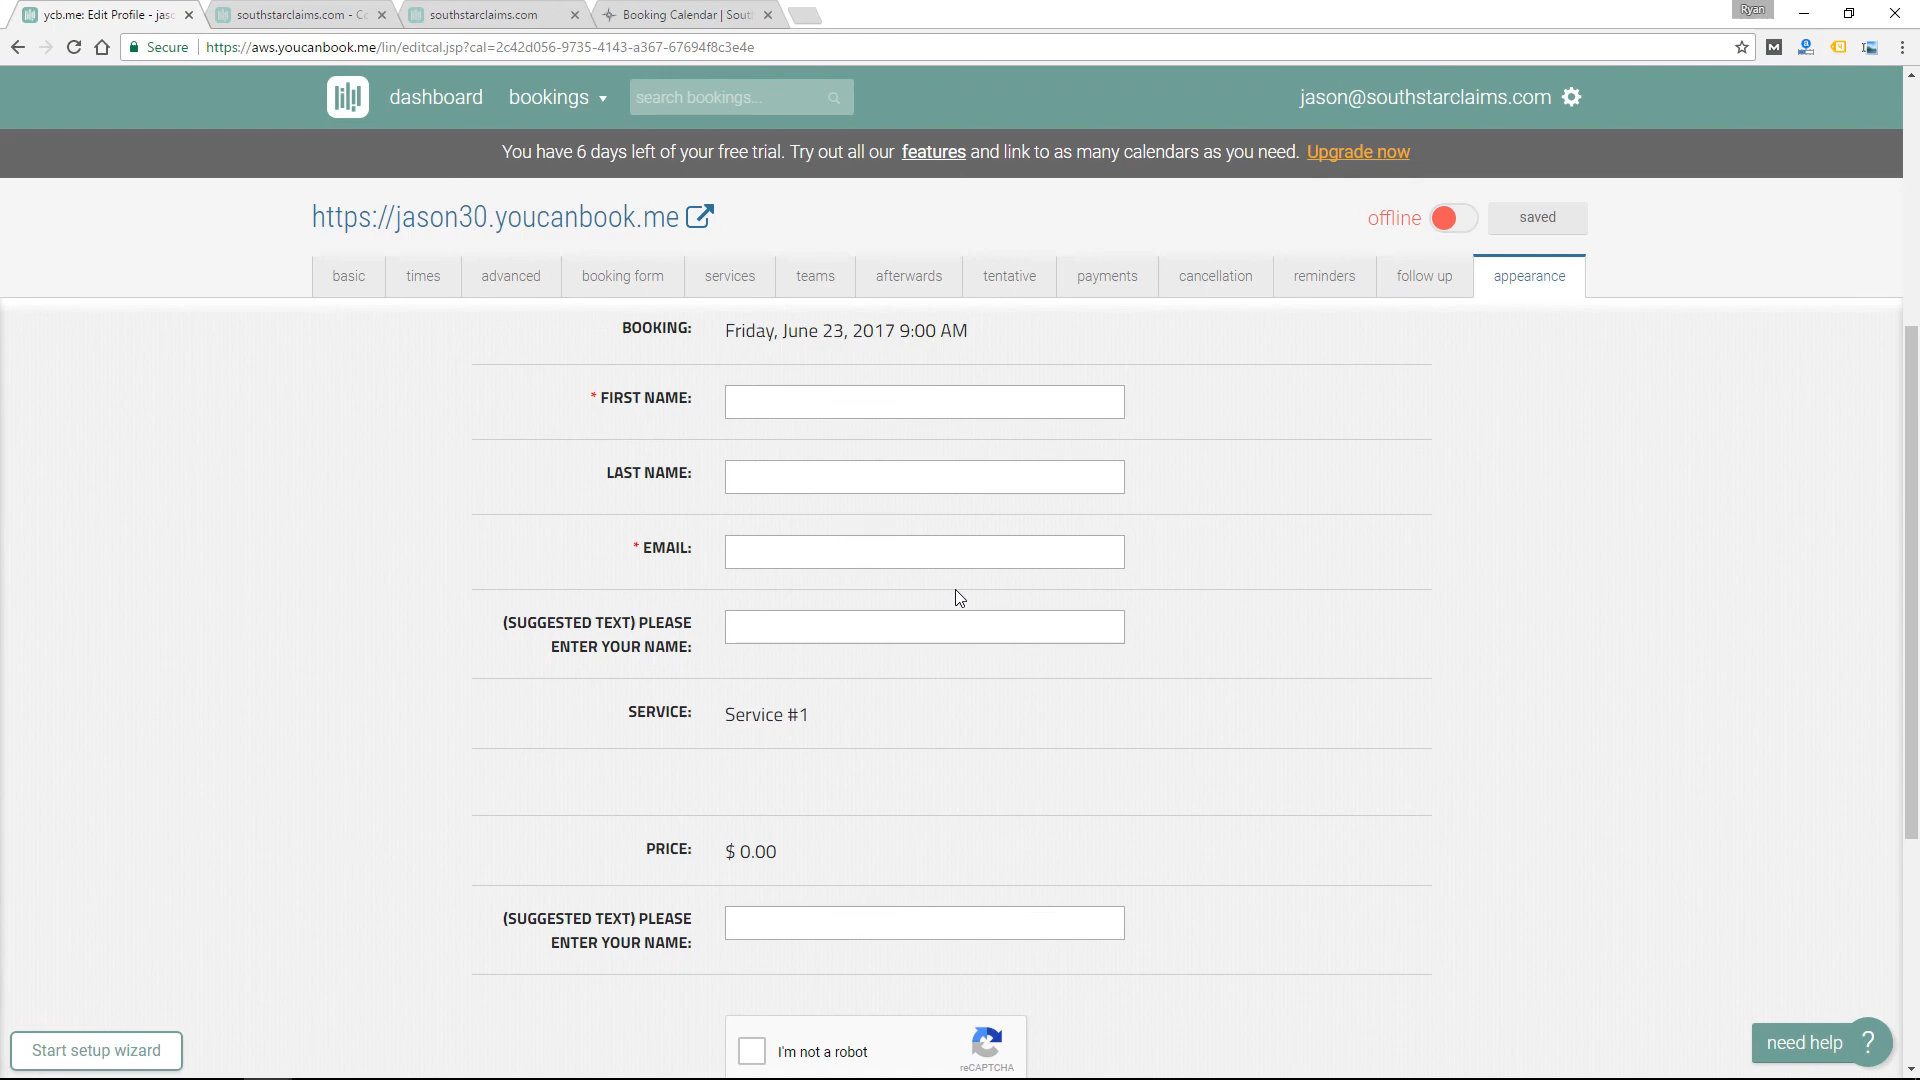 ycb.me: Edit Profile - jasc
southstarclaims.com - Ce
southstarclaims.com
Booking Calendar | Sout
Ryan
Secure
https://aws.youcanbook.me/lin/editcal.jsp?cal=2c42d056-9735-4143-a367-67694f8c3e4e
dashboard
bookings
search bookings...
jason@southstarclaims.com
You have 6 days left of your free trial. Try out all our features and link to as many calendars as you need. Upgrade now
https://jason30.youcanbook.me
offline
saved
basic
times
advanced
booking form
services
teams
afterwards
tentative
payments
cancellation
reminders
follow up
appearance
BOOKING: Friday, June 23, 2017 9:00 AM
* FIRST NAME:
LAST NAME:
* EMAIL:
(SUGGESTED TEXT) PLEASE
ENTER YOUR NAME:
SERVICE: Service #1
PRICE: $ 0.00
(SUGGESTED TEXT) PLEASE
ENTER YOUR NAME:
I'm not a robot
reCAPTCHA
Start setup wizard
need help ?